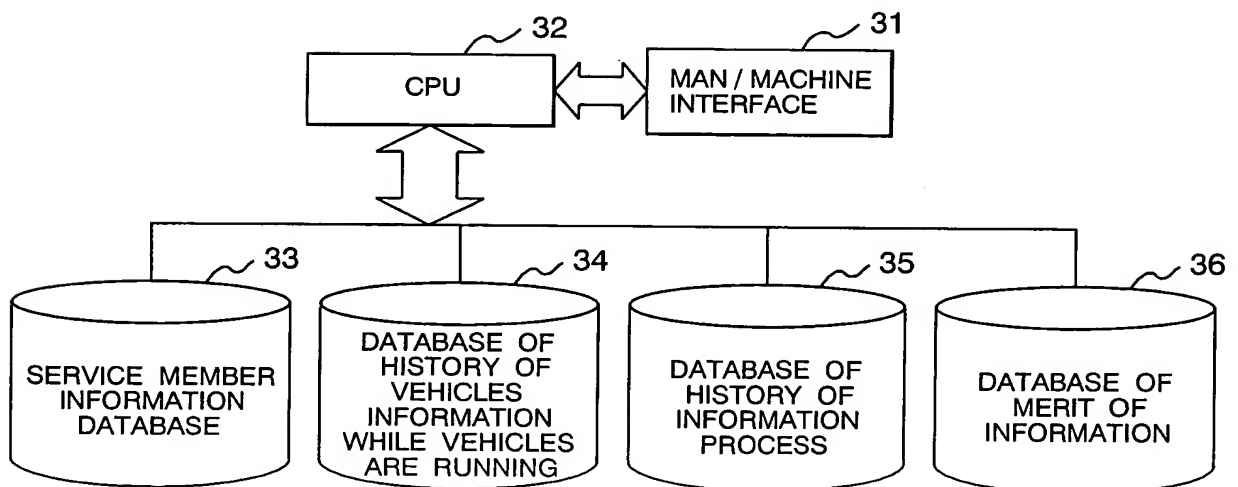 32
31
CPU
MAN / MACHINE
INTERFACE
33
34
35
36
SERVICE MEMBER
INFORMATION
DATABASE
DATABASE OF
HISTORY OF
VEHICLES
INFORMATION
WHILE VEHICLES
ARE RUNNING
DATABASE OF
HISTORY OF
INFORMATION
PROCESS
DATABASE OF
MERIT OF
INFORMATION